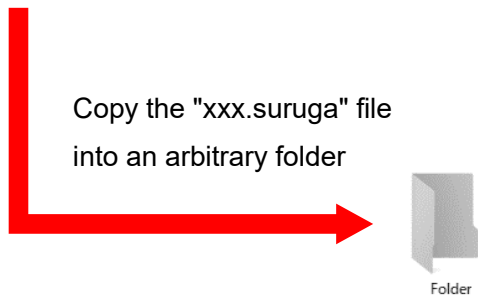 Copy the "xxx.suruga" file
into an arbitrary folder
Folder